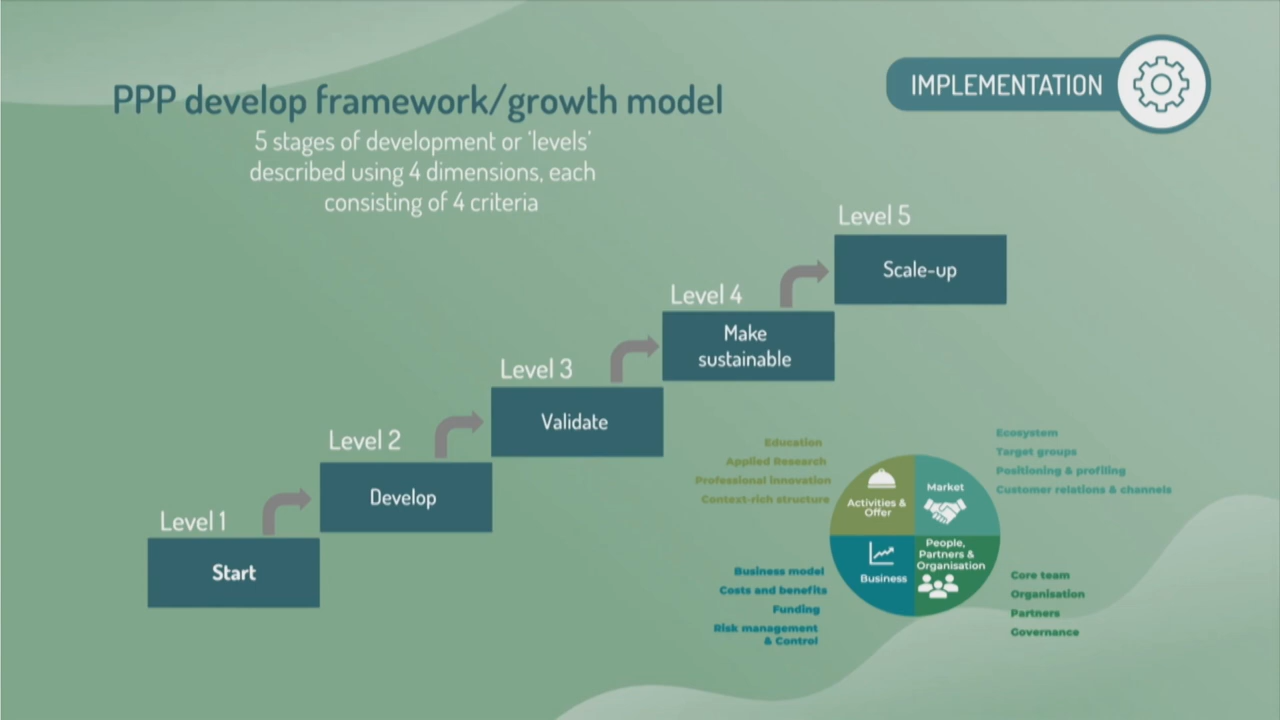 PPP develop framework/growth model
IMPLEMENTATION
5 stages of development or ‘levels’
described using 4 dimensions, each
consisting of 4 criteria
Level 5
Scale-up
Level 4
Make
sustainable
Level 3
Validate
Level 2
Develop
Level 1
Start
Education
Applied Research
Professional innovation
Context-rich structure
Activities &
Offer
Market
Ecosystem
Target groups
Positioning & profiling
Customer relations & channels
Business model
Costs and benefits
Funding
Risk management
& Control
Business
People,
Partners &
Organisation
Core team
Organisation
Partners
Governance